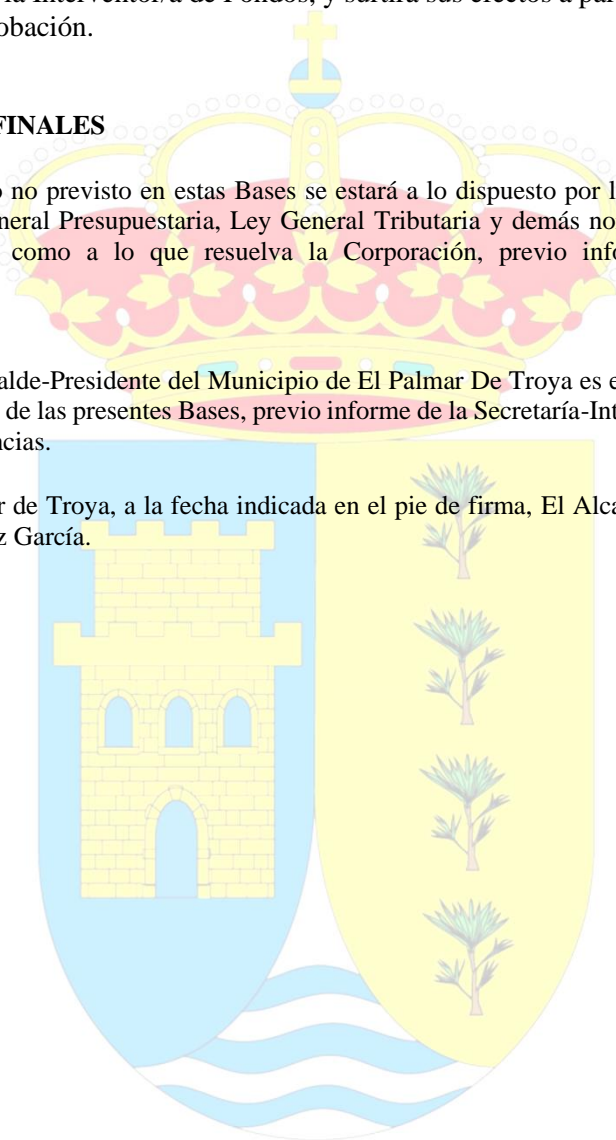 la Interventor/a de Fondos, y surtirá sus efectos a par
obación.
FINALES
o no previsto en estas Bases se estará a lo dispuesto por l
neral Presupuestaria, Ley General Tributaria y demás no
como a lo que resuelva la Corporación, previo info
alde-Presidente del Municipio de El Palmar De Troya es e
de las presentes Bases, previo informe de la Secretaría-Int
ncias.
r de Troya, a la fecha indicada en el pie de firma, El Alca
z García.